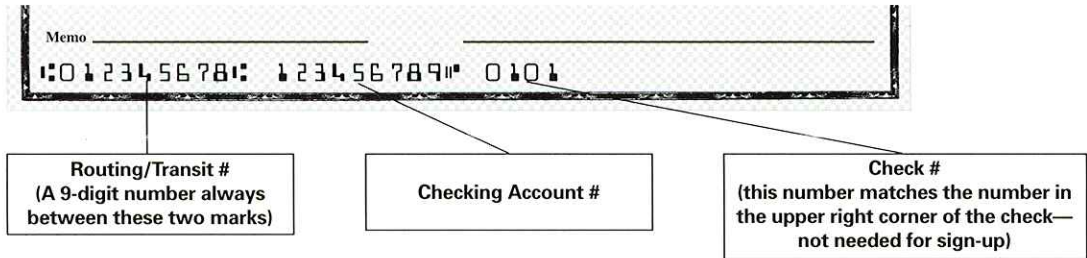 Memo
⑆012345678⑆ 123456789⑈ 0101
Routing/Transit #
(A 9-digit number always
between these two marks)
Checking Account #
Check #
(this number matches the number in
the upper right corner of the check—
not needed for sign-up)